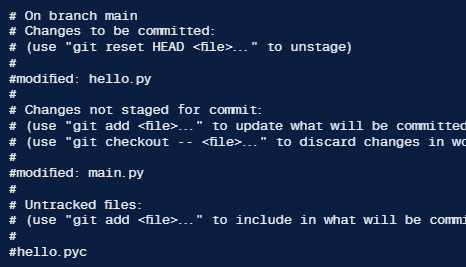 # On branch main
# Changes to be committed:
# (use "git reset HEAD <file>..." to unstage)
#
#modified: hello.py
#
# Changes not staged for commit:
# (use "git add <file>..." to update what will be committed
# (use "git checkout -- <file>..." to discard changes in wo
#
#modified: main.py
#
# Untracked files:
# (use "git add <file>..." to include in what will be commi
#
#hello.pyc